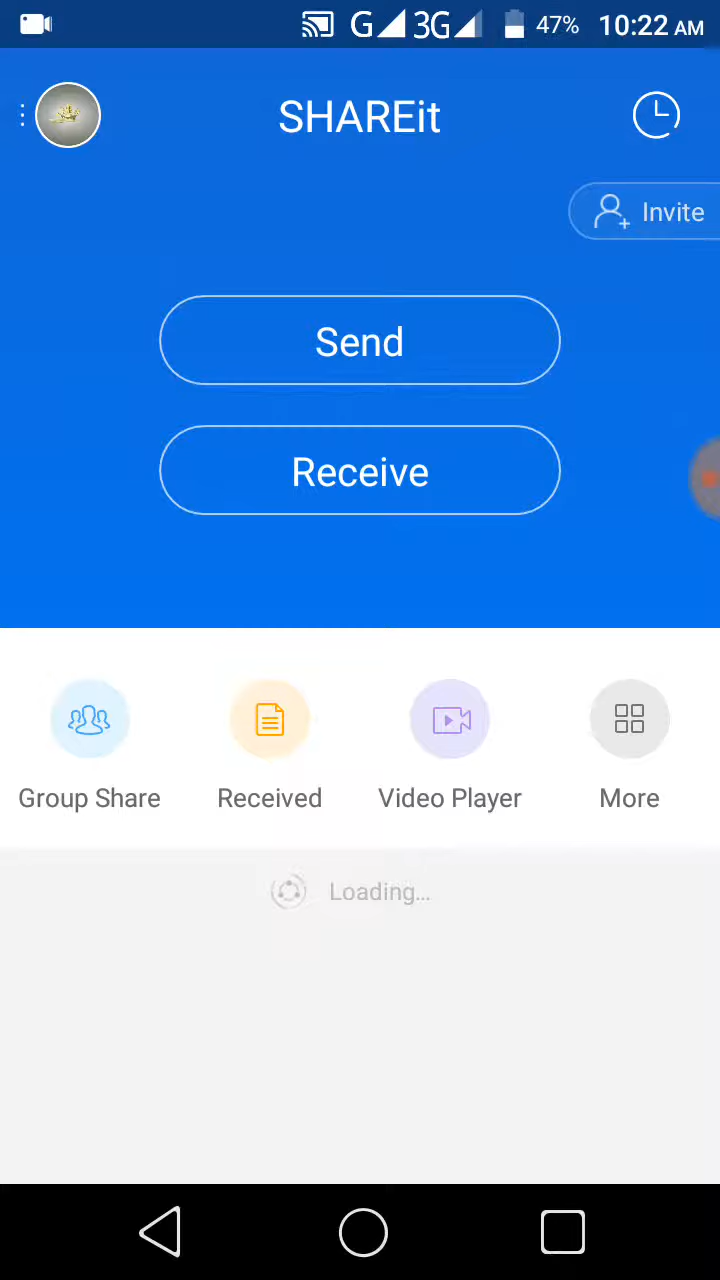 G 3G 47% 10:22 AM
SHAREit
Invite
Send
Receive
Group Share Received Video Player More
Loading...